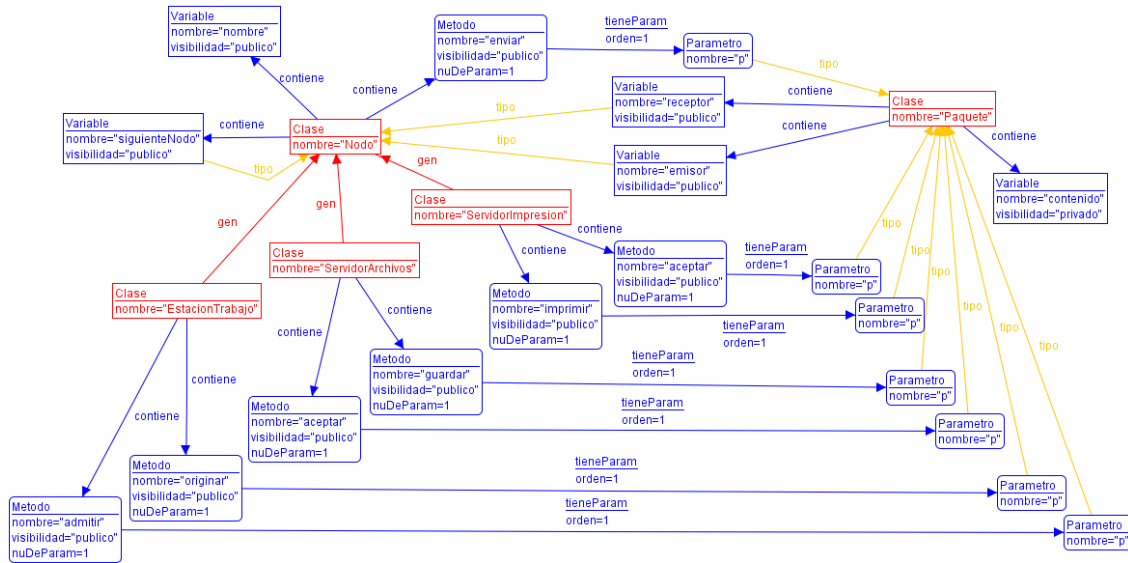 Variable
nombre="nombre"
visibilidad="publico"
Metodo
nombre="enviar"
visibilidad="publico"
nuDeParam=1
tieneParam
orden=1
Parametro
nombre="p"
tipo
contiene
contiene
Variable
nombre="siguienteNodo"
visibilidad="publico"
contiene
tipo
Clase
nombre="Nodo"
tipo
tipo
Variable
nombre="receptor"
visibilidad="publico"
contiene
contiene
Clase
nombre="Paquete"
contiene
Variable
nombre="emisor"
visibilidad="publico"
Variable
nombre="contenido"
visibilidad="privado"
gen
gen
gen
Clase
nombre="ServidorImpresion"
contiene
contiene
Clase
nombre="ServidorArchivos"
Clase
nombre="EstacionTrabajo"
Metodo
nombre="aceptar"
visibilidad="publico"
nuDeParam=1
tieneParam
orden=1
Parametro
nombre="p"
tipo
Metodo
nombre="imprimir"
visibilidad="publico"
nuDeParam=1
tieneParam
orden=1
Parametro
nombre="p"
tipo
contiene
contiene
Metodo
nombre="guardar"
visibilidad="publico"
nuDeParam=1
tieneParam
orden=1
Parametro
nombre="p"
tipo
Metodo
nombre="aceptar"
visibilidad="publico"
nuDeParam=1
tieneParam
orden=1
Parametro
nombre="p"
tipo
contiene
contiene
Metodo
nombre="originar"
visibilidad="publico"
nuDeParam=1
tieneParam
orden=1
Parametro
nombre="p"
tipo
Metodo
nombre="admitir"
visibilidad="publico"
nuDeParam=1
tieneParam
orden=1
Parametro
nombre="p"
tipo